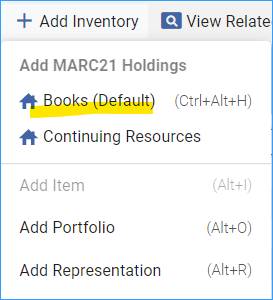 + Add Inventory View Relate
Add MARC21 Holdings
Books (Default) (Ctrl+Alt+H)
Continuing Resources
Add Item (Alt+I)
Add Portfolio (Alt+O)
Add Representation (Alt+R)